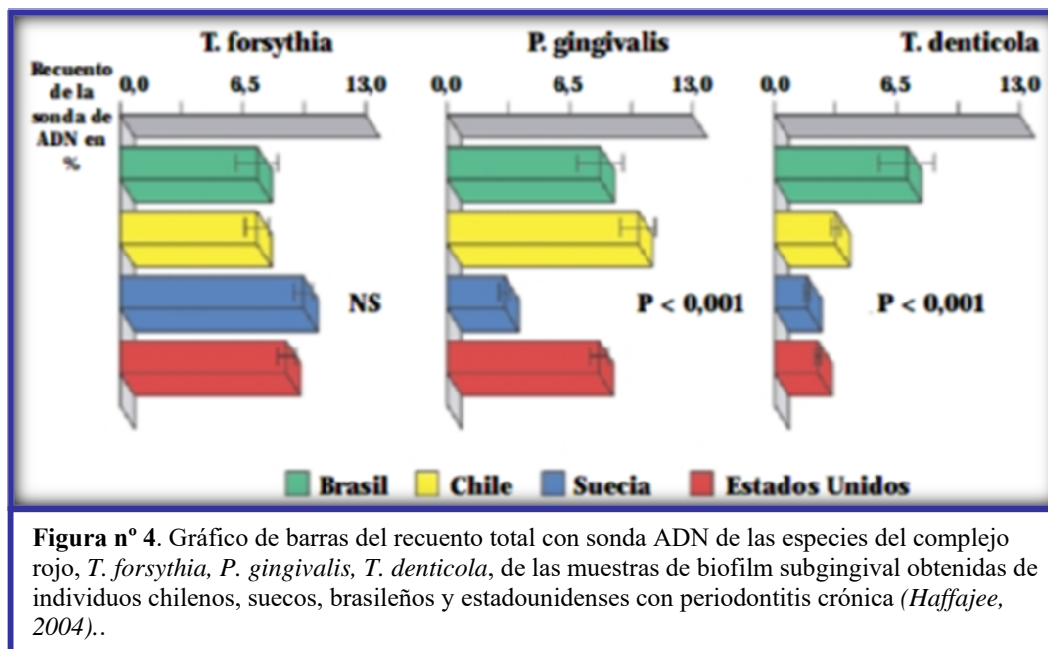 T. forsythia P. gingivalis T. denticola
Recuento de la sonda de ADN en %
0,0 6,5 13,0 0,0 6,5 13,0 0,0 6,5 13,0
NS P < 0,001 P < 0,001
Brasil Chile Suecia Estados Unidos
Figura nº 4. Gráfico de barras del recuento total con sonda ADN de las especies del complejo
rojo, T. forsythia, P. gingivalis, T. denticola, de las muestras de biofilm subgingival obtenidas de
individuos chilenos, suecos, brasileños y estadounidenses con periodontitis crónica (Haffajee,
2004)..